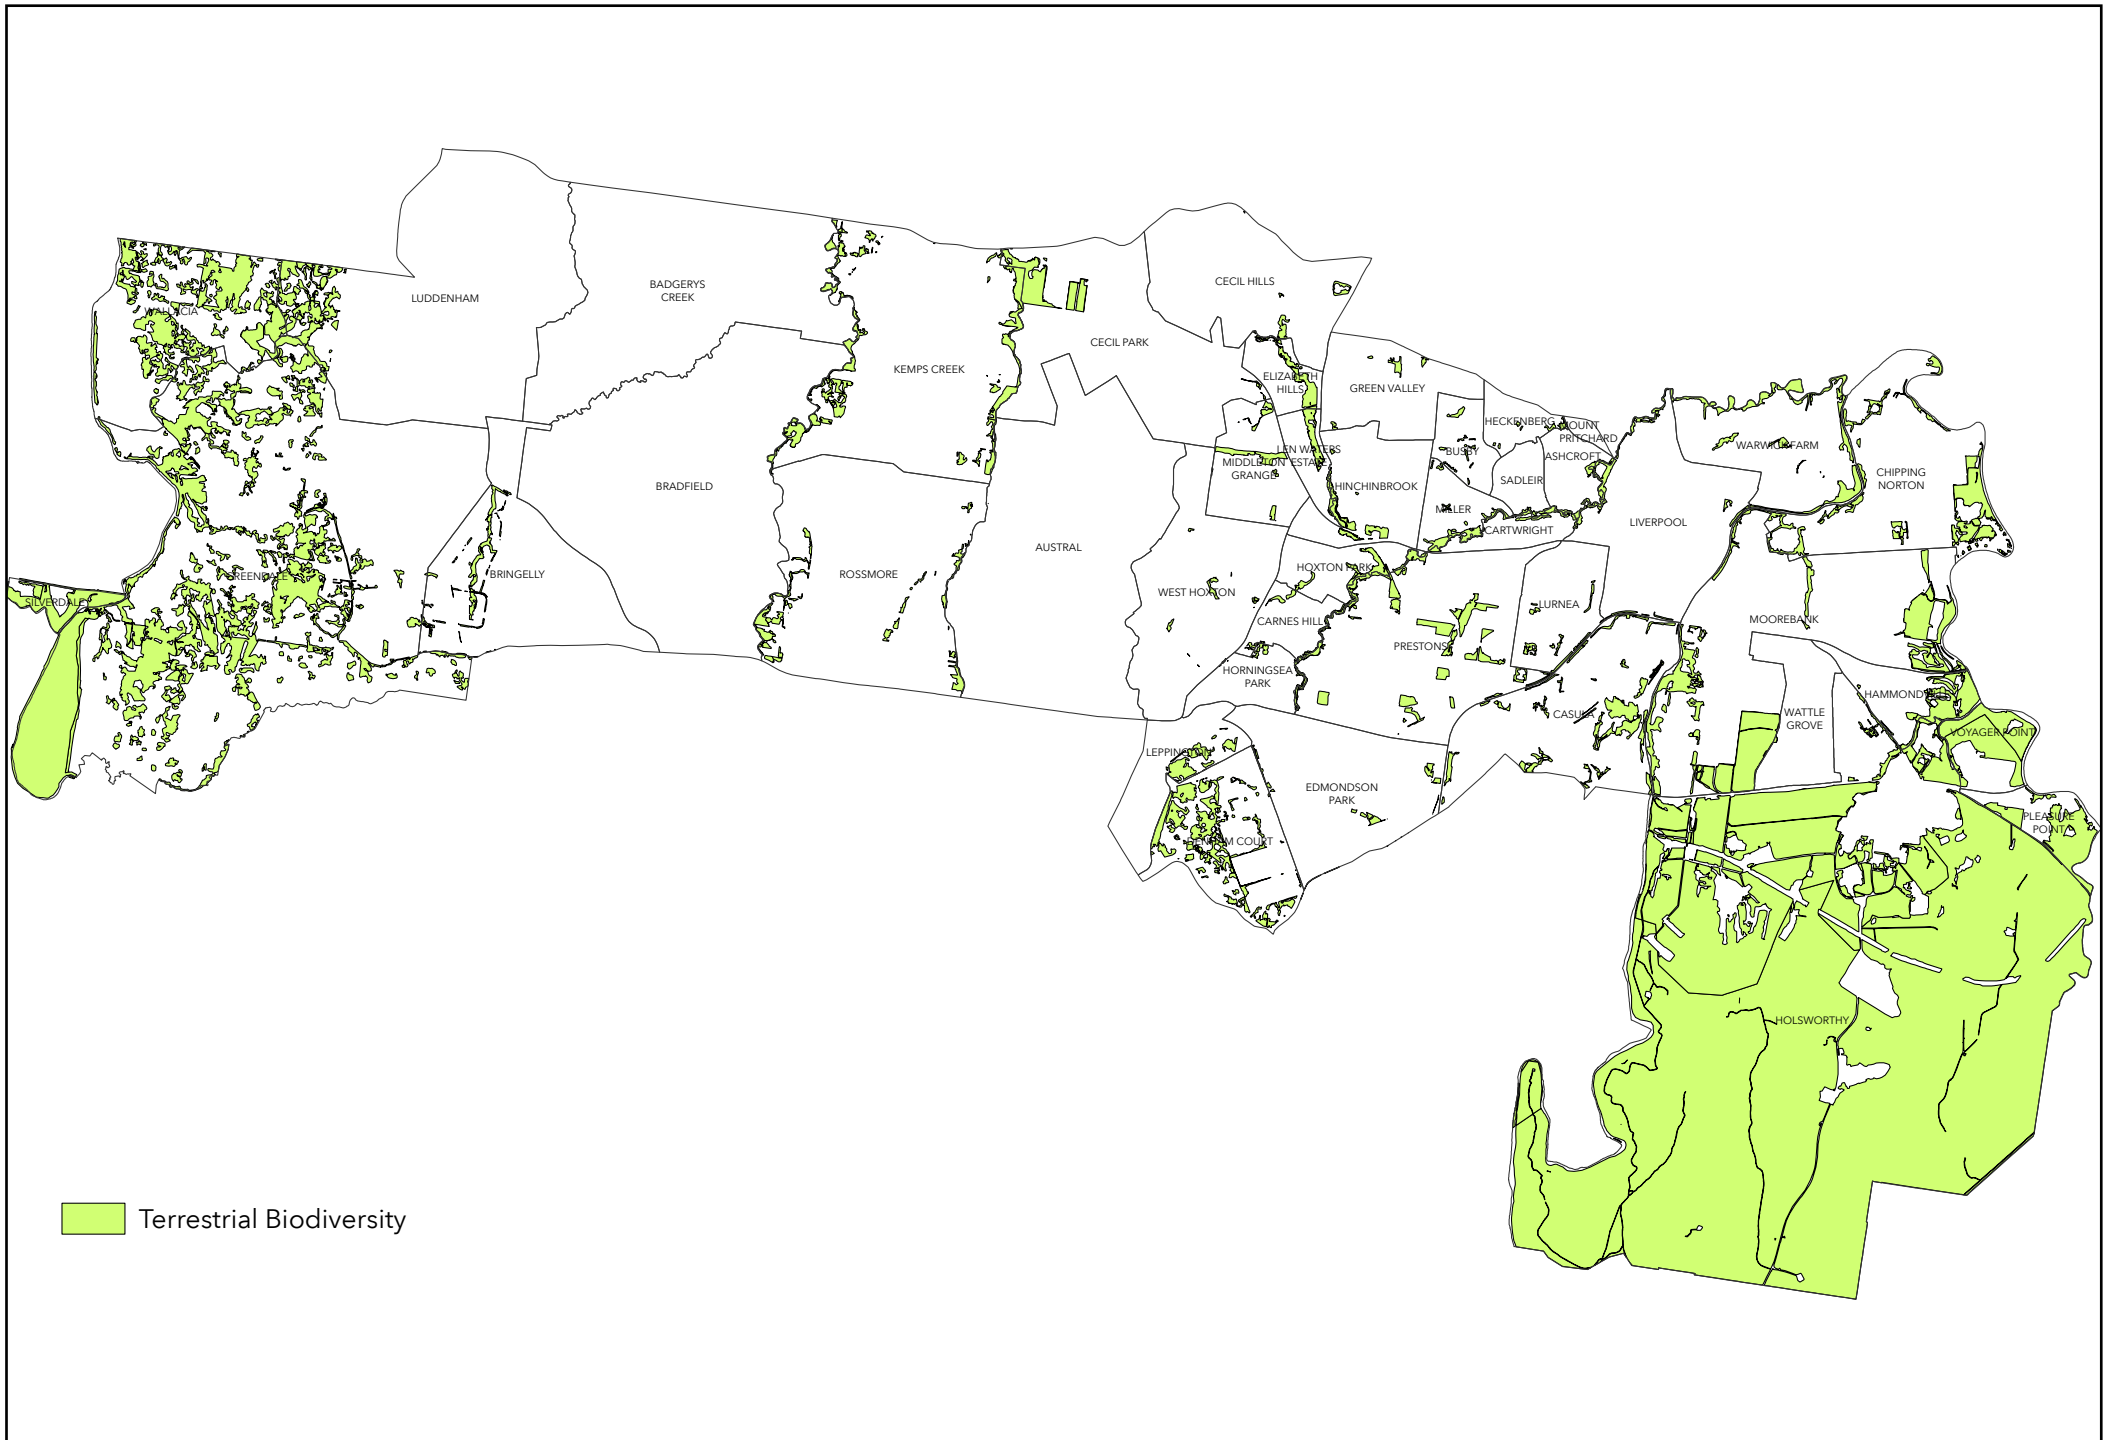 CECIL HILLS
BADGERYS
CREEK
LUDDENHAM
WALLACIA
CECIL PARK
KEMPS CREEK
ELIZABETH
HILLS
GREEN VALLEY
HECKENBERG
MOUNT
PRITCHARD
WARWICK FARM
LEN WATERS
ESTATE
BUSBY
ASHCROFT
MIDDLETON
GRANGE
CHIPPING
NORTON
SADLEIR
HINCHINBROOK
BRADFIELD
MILLER
LIVERPOOL
CARTWRIGHT
AUSTRAL
HOXTON PARK
GREENDALE
BRINGELLY
ROSSMORE
WEST HOXTON
SILVERDALE
LURNEA
CARNES HILL
MOOREBANK
PRESTONS
HORNINGSEA
PARK
HAMMONDVILLE
CASULA
WATTLE
GROVE
VOYAGER POINT
LEPPINGTON
EDMONDSON
PARK
PLEASURE
POINT
DENHAM COURT
HOLSWORTHY
Terrestrial Biodiversity